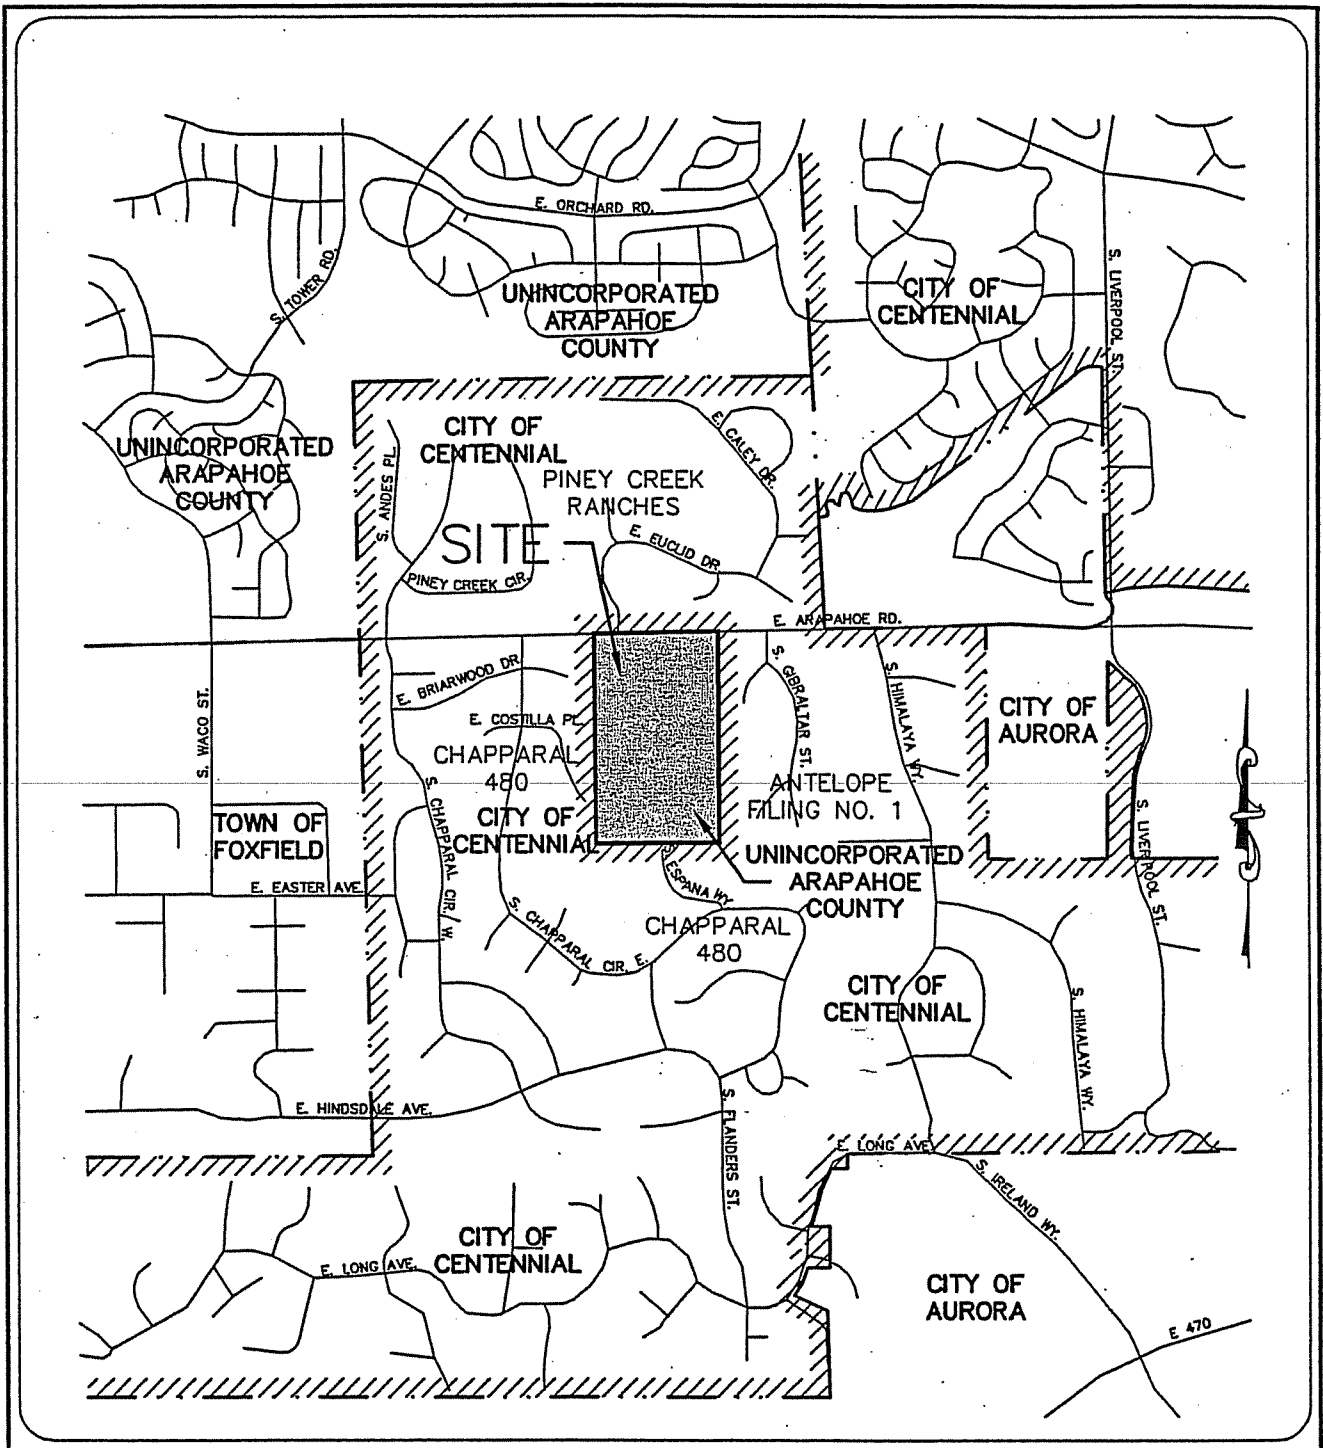 E. ORCHARD RD.
S. TOWER RD.
S. LIVERPOOL ST.
UNINCORPORATED
ARAPAHOE
COUNTY
CITY OF
CENTENNIAL
UNINCORPORATED
ARAPAHOE
COUNTY
S. ANDES PL.
CITY OF
CENTENNIAL
E. CALEY DR.
PINEY CREEK
RANCHES
SITE
E. EUCLID DR.
PINEY CREEK CIR.
E. ARAPAHOE RD.
S. WACO ST.
E. BRIARWOOD DR.
E. COSTILLA PL.
S. GIBRALTAR ST.
S. HIMALAYA WY.
CITY OF
AURORA
CHAPPARAL
480
S. CHAPPARAL CIR. W.
ANTELOPE
FILING NO. 1
TOWN OF
FOXFIELD
CITY OF
CENTENNIAL
S. LIVERPOOL ST.
UNINCORPORATED
ARAPAHOE
COUNTY
E. EASTER AVE.
S. ESPANA WY.
S. CHAPPARAL CIR. E.
CHAPPARAL
480
CITY OF
CENTENNIAL
S. HIMALAYA WY.
E. HINDSDALE AVE.
S. FLANDERS ST.
E. LONG AVE.
S. IRELAND WY.
CITY OF
CENTENNIAL
E. LONG AVE.
CITY OF
AURORA
E 470